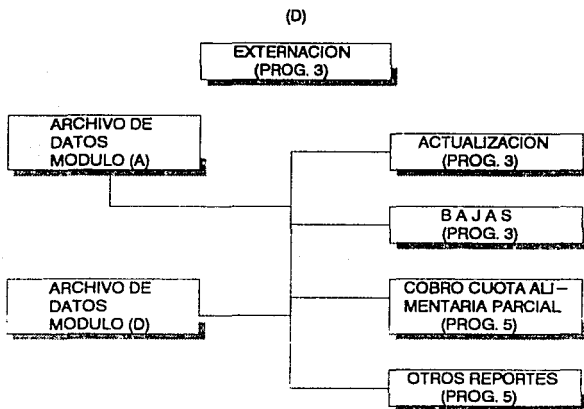 (D)
EXTERNACION
(PROG. 3)
ARCHIVO DE
DATOS
MODULO (A)
ACTUALIZACION
(PROG. 3)
B A J A S
(PROG. 3)
ARCHIVO DE
DATOS
MODULO (D)
COBRO CUOTA ALI-
MENTARIA PARCIAL
(PROG. 5)
OTROS REPORTES
(PROG. 5)